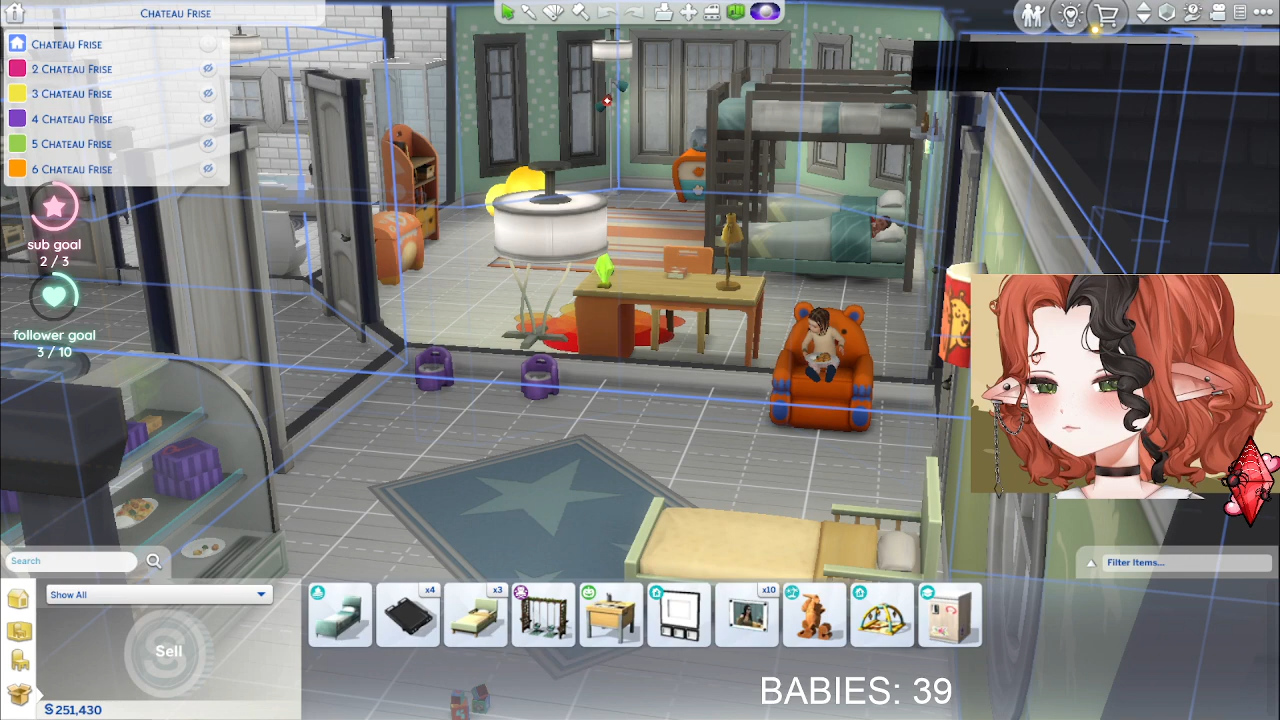 CHATEAU FRISE
CHATEAU FRISE
2 CHATEAU FRISE
3 CHATEAU FRISE
4 CHATEAU FRISE
5 CHATEAU FRISE
6 CHATEAU FRISE
sub goal
2 / 3
follower goal
3 / 10
Search
Filter Items...
Show All
x4
x3
x10
Sell
S 251,430
BABIES: 39